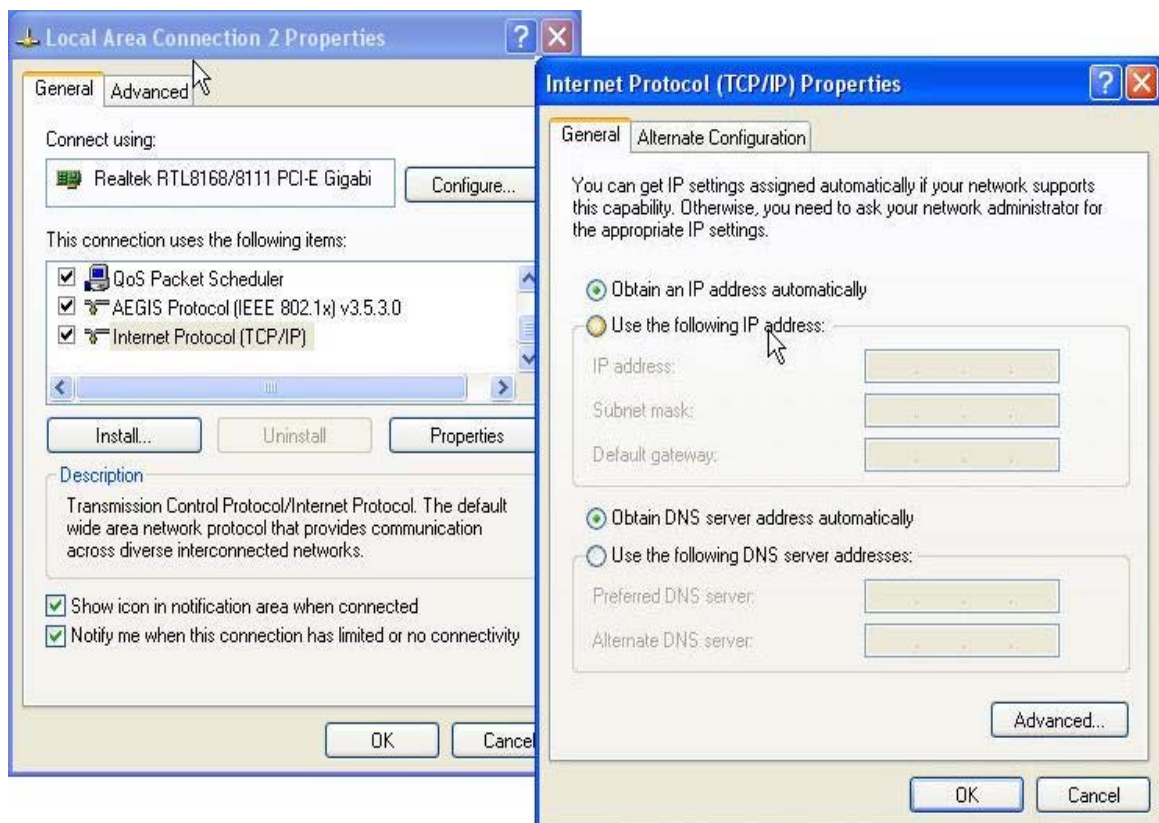 Local Area Connection 2 Properties
General
Advanced
Connect using:
Realtek RTL8168/8111 PCI-E Gigabi
Configure...
This connection uses the following items:
QoS Packet Scheduler
AEGIS Protocol (IEEE 802.1x) v3.5.3.0
Internet Protocol (TCP/IP)
Install...
Uninstall
Properties
Description
Transmission Control Protocol/Internet Protocol. The default
wide area network protocol that provides communication
across diverse interconnected networks.
Show icon in notification area when connected
Notify me when this connection has limited or no connectivity
OK
Cancel
Internet Protocol (TCP/IP) Properties
General
Alternate Configuration
You can get IP settings assigned automatically if your network supports
this capability. Otherwise, you need to ask your network administrator for
the appropriate IP settings.
Obtain an IP address automatically
Use the following IP address:
IP address:
Subnet mask:
Default gateway:
Obtain DNS server address automatically
Use the following DNS server addresses:
Preferred DNS server:
Alternate DNS server:
Advanced...
OK
Cancel